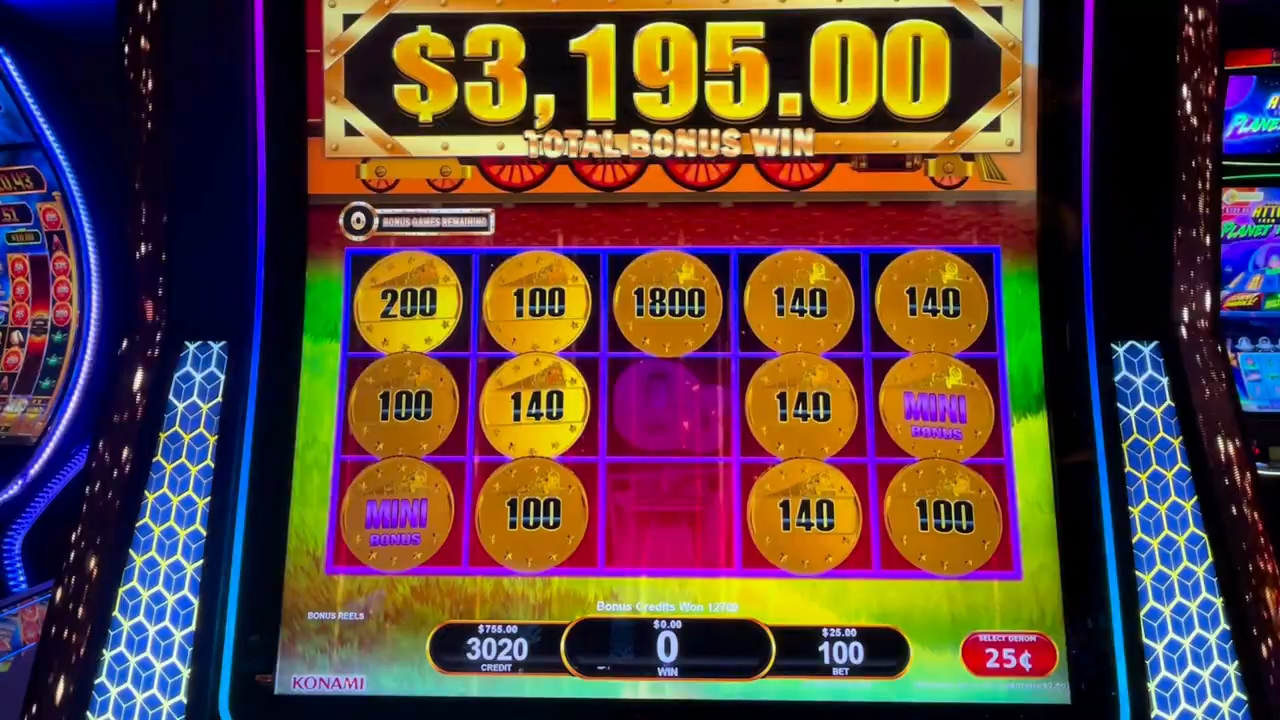 $3,195.00
TOTAL BONUS WIN
0 BONUS GAMES REMAINING
200 100 1800 140 140
100 140 140 MINI BONUS
MINI BONUS 100 140 100
Bonus Credits Won
BONUS REELS
$755.00
3020
CREDIT
$0.00
0
WIN
$25.00
100
BET
SELECT DENOM
25¢
KONAMI